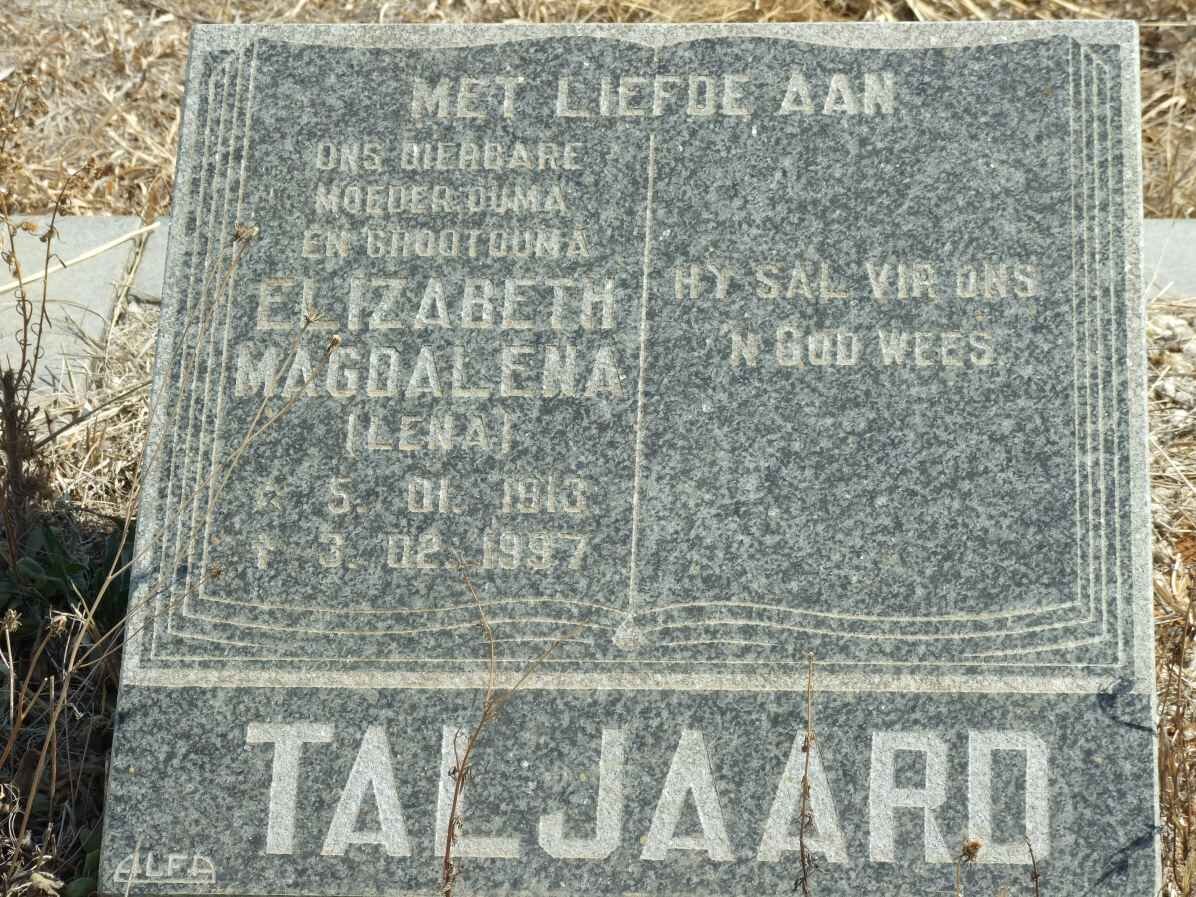 MET LIEFDE AAN
ONS DIERBARE
MOEDER OUMA
EN GROOTOUMA
ELIZABETH
MAGDALENA
(LENA)
☆ 5. 01. 1913
† 3. 02. 1997
HY SAL VIR ONS
'N GOD WEES
TALJAARD
ALFA